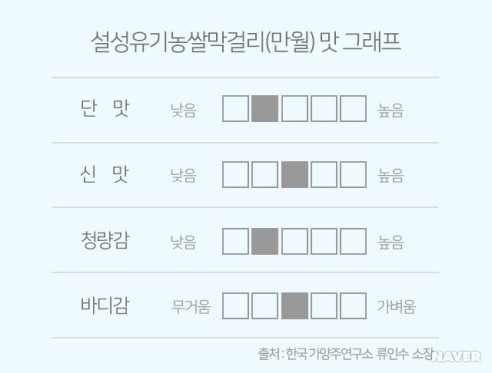 설성유기농쌀막걸리(만월) 맛 그래프
단 맛 낮음 높음
신 맛 낮음 높음
청량감 낮음 높음
바디감 무거움 가벼움
출처 : 한국 가양주연구소 류인수 소장
NAVER